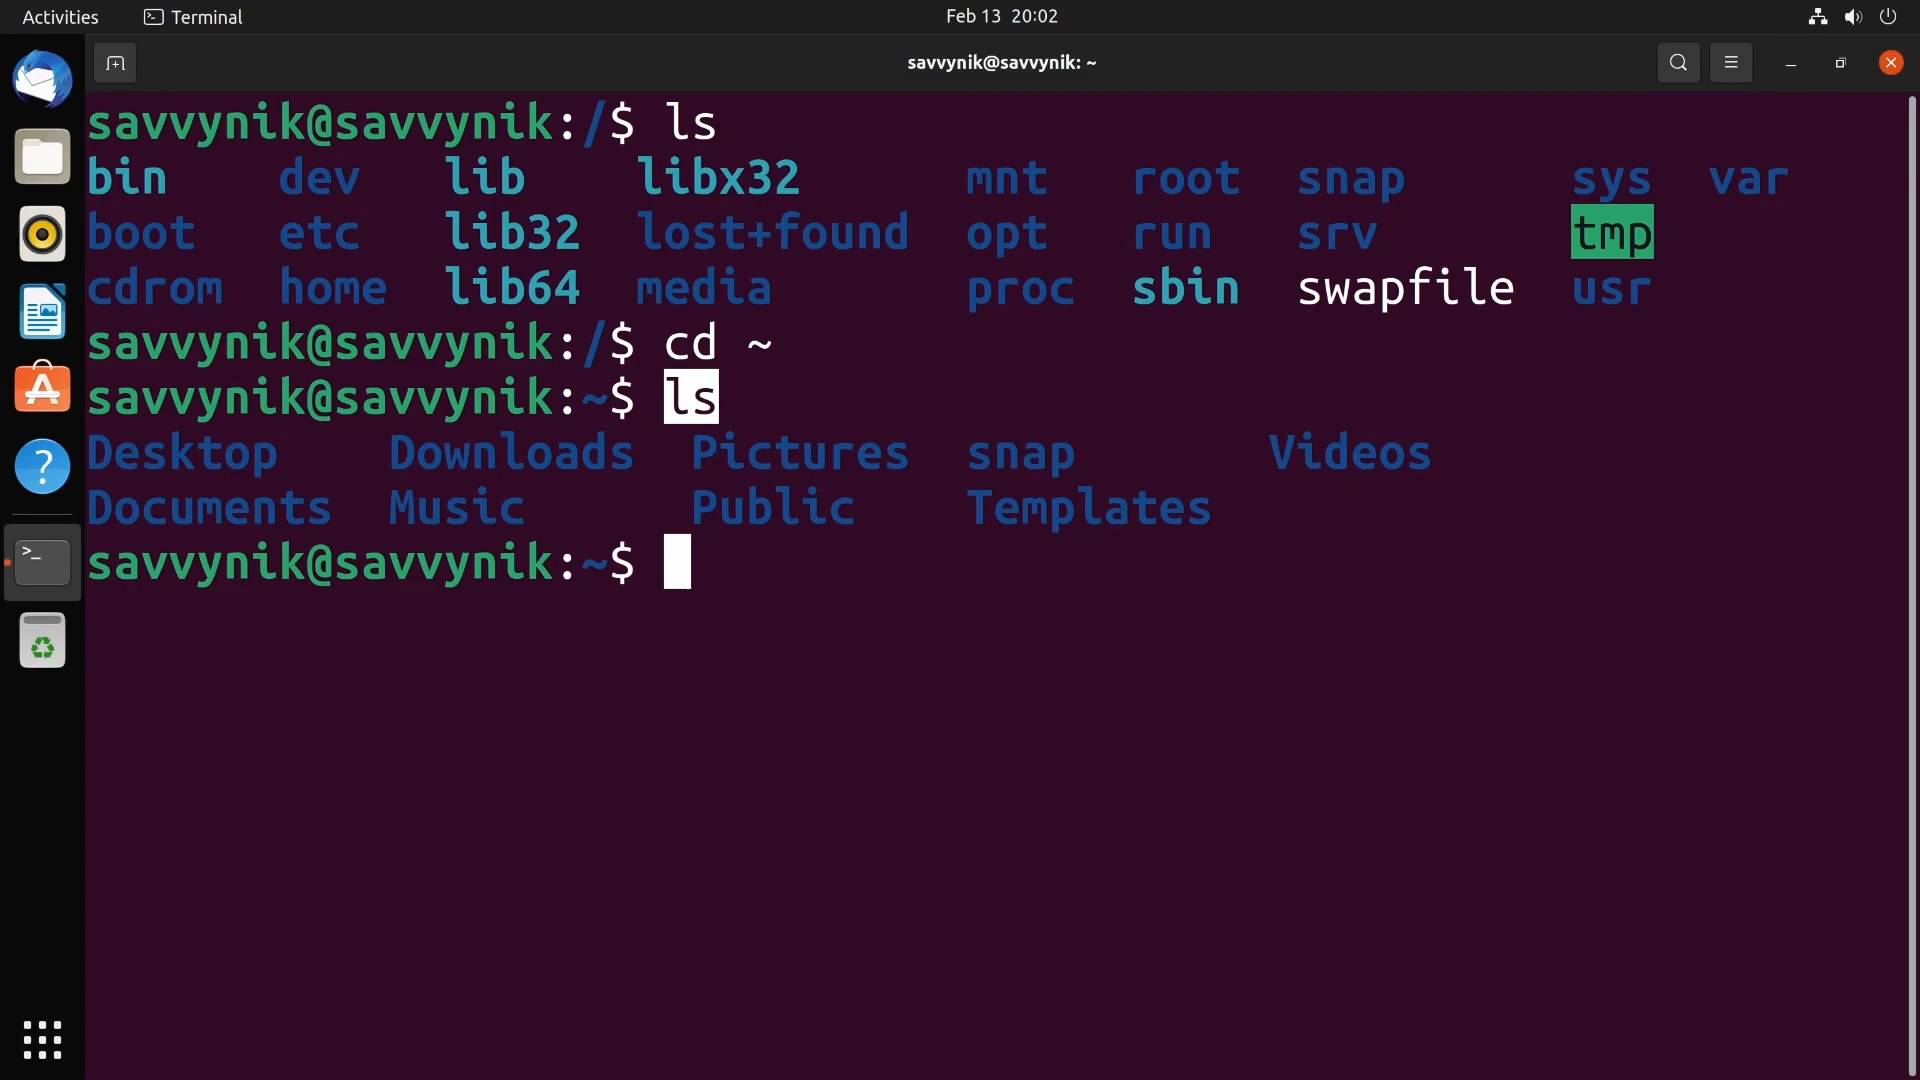 Activities Terminal Feb 13 20:02
savvynik@savvynik: ~
savvynik@savvynik:/$ ls
bin dev lib libx32 mnt root snap sys var
boot etc lib32 lost+found opt run srv tmp
cdrom home lib64 media proc sbin swapfile usr
savvynik@savvynik:/$ cd ~
savvynik@savvynik:~$ ls
Desktop Downloads Pictures snap Videos
Documents Music Public Templates
savvynik@savvynik:~$